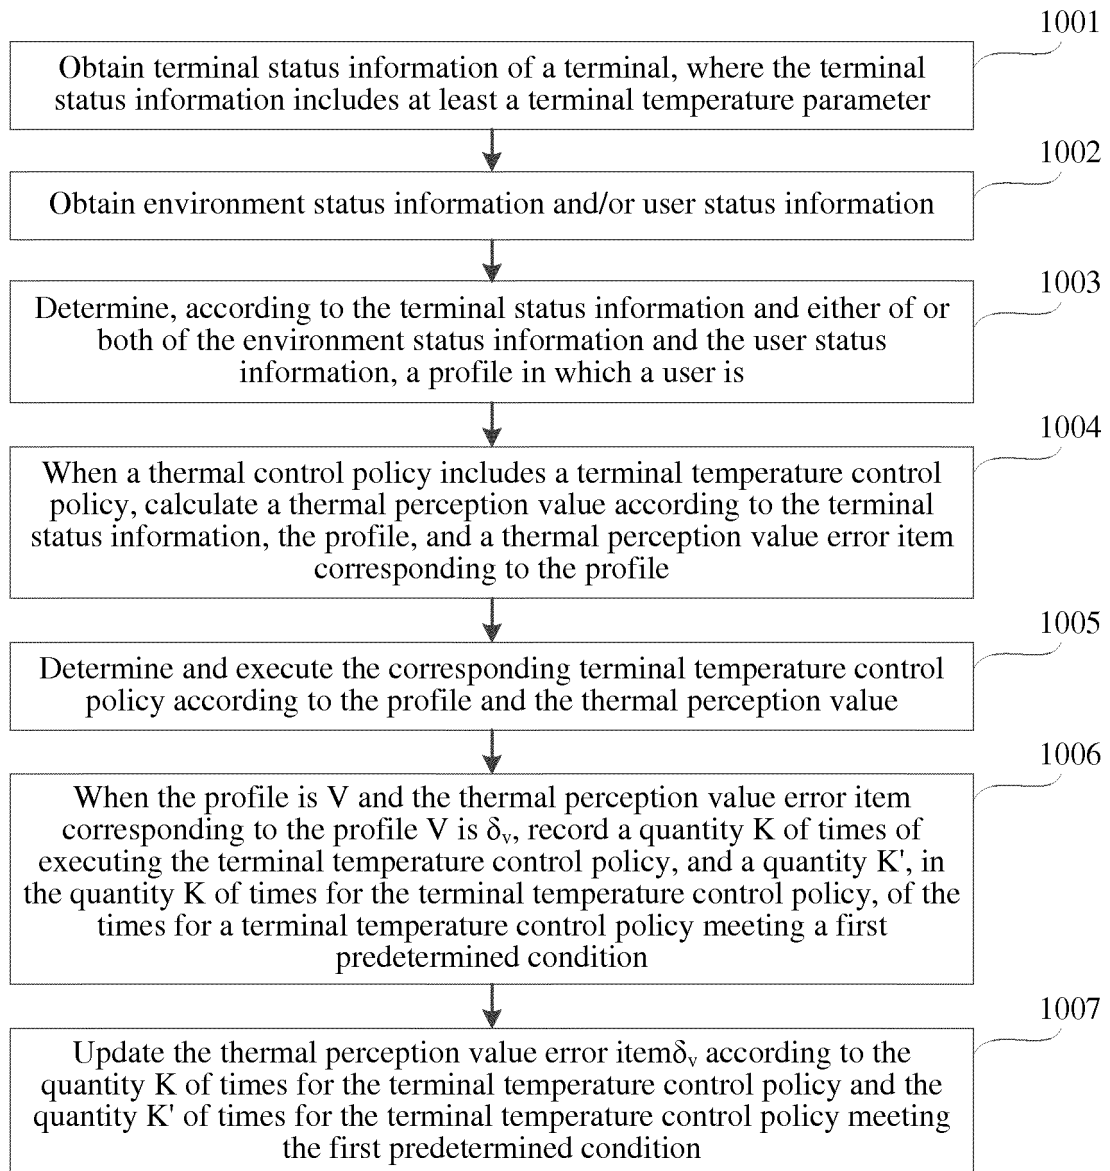 1001
Obtain terminal status information of a terminal, where the terminal
status information includes at least a terminal temperature parameter
1002
Obtain environment status information and/or user status information
1003
Determine, according to the terminal status information and either of or
both of the environment status information and the user status
information, a profile in which a user is
1004
When a thermal control policy includes a terminal temperature control
policy, calculate a thermal perception value according to the terminal
status information, the profile, and a thermal perception value error item
corresponding to the profile
1005
Determine and execute the corresponding terminal temperature control
policy according to the profile and the thermal perception value
1006
When the profile is V and the thermal perception value error item
corresponding to the profile V is δv, record a quantity K of times of
executing the terminal temperature control policy, and a quantity K', in
the quantity K of times for the terminal temperature control policy, of the
times for a terminal temperature control policy meeting a first
predetermined condition
1007
Update the thermal perception value error itemδv according to the
quantity K of times for the terminal temperature control policy and the
quantity K' of times for the terminal temperature control policy meeting
the first predetermined condition